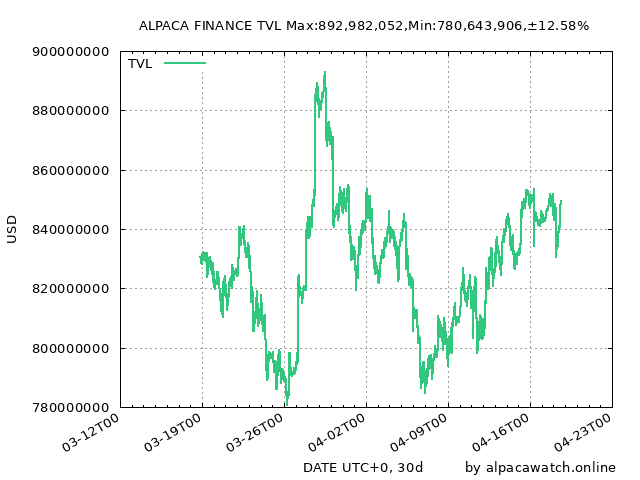 ALPACA FINANCE TVL Max:892,982,052,Min:780,643,906,±12.58%
900000000
TVL
880000000
860000000
840000000
USD
820000000
800000000
780000000
03-12T00 03-19T00 03-26T00 04-02T00 04-09T00 04-16T00 04-23T00
DATE UTC+0, 30d by alpacawatch.online